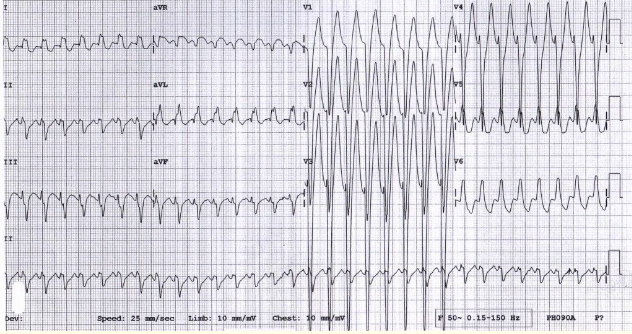 I aVR V1 V4
II aVL V2 V5
III aVF V3 V6
II
Dev: Speed: 25 mm/sec Limb: 10 mm/mV Chest: 10 mm/mV F 50~ 0.15-150 Hz PH090A P?